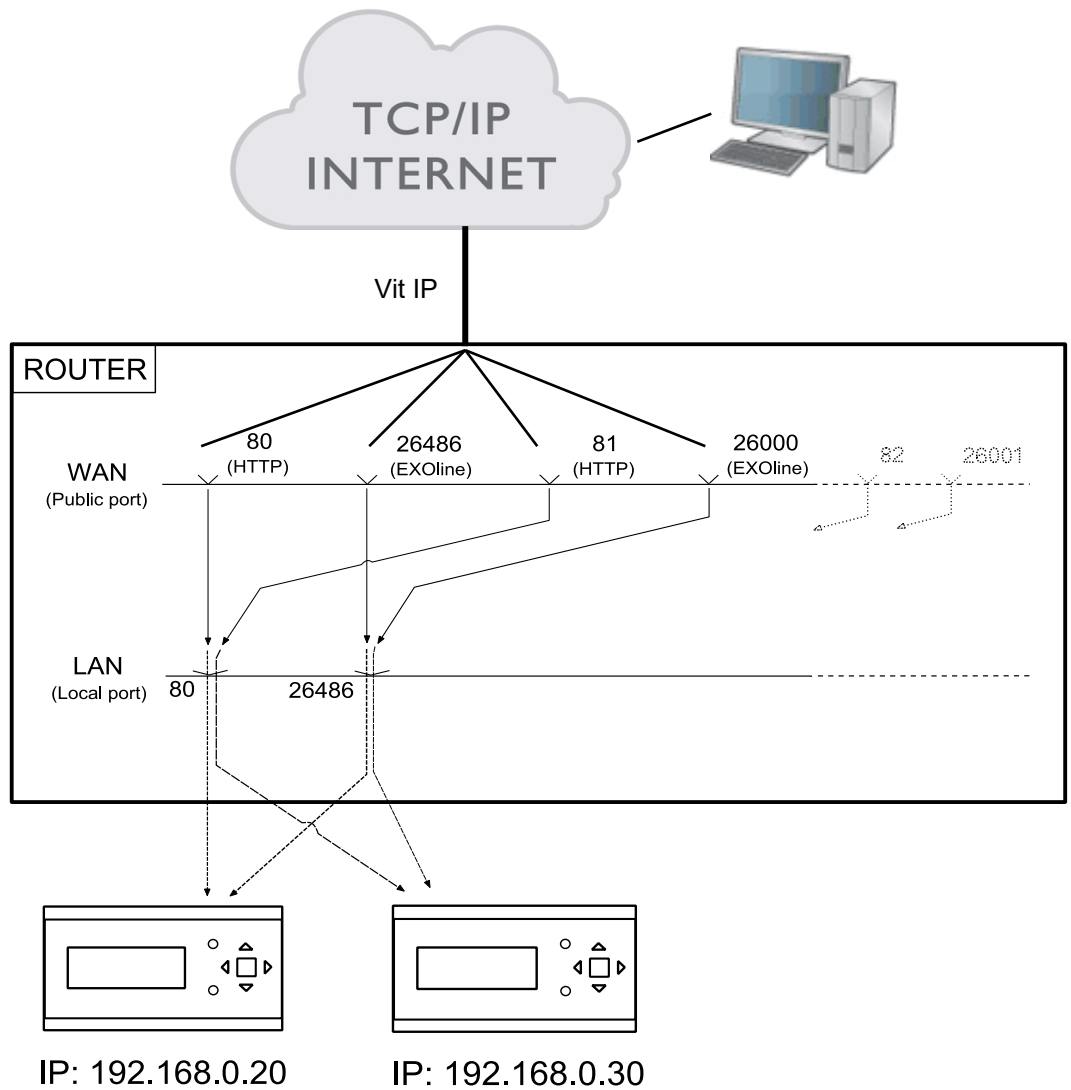 TCP/IP
INTERNET
Vit IP
ROUTER
WAN
(Public port)
80
(HTTP)
26486
(EXOline)
81
(HTTP)
26000
(EXOline)
82
26001
LAN
(Local port)
80
26486
IP: 192.168.0.20
IP: 192.168.0.30